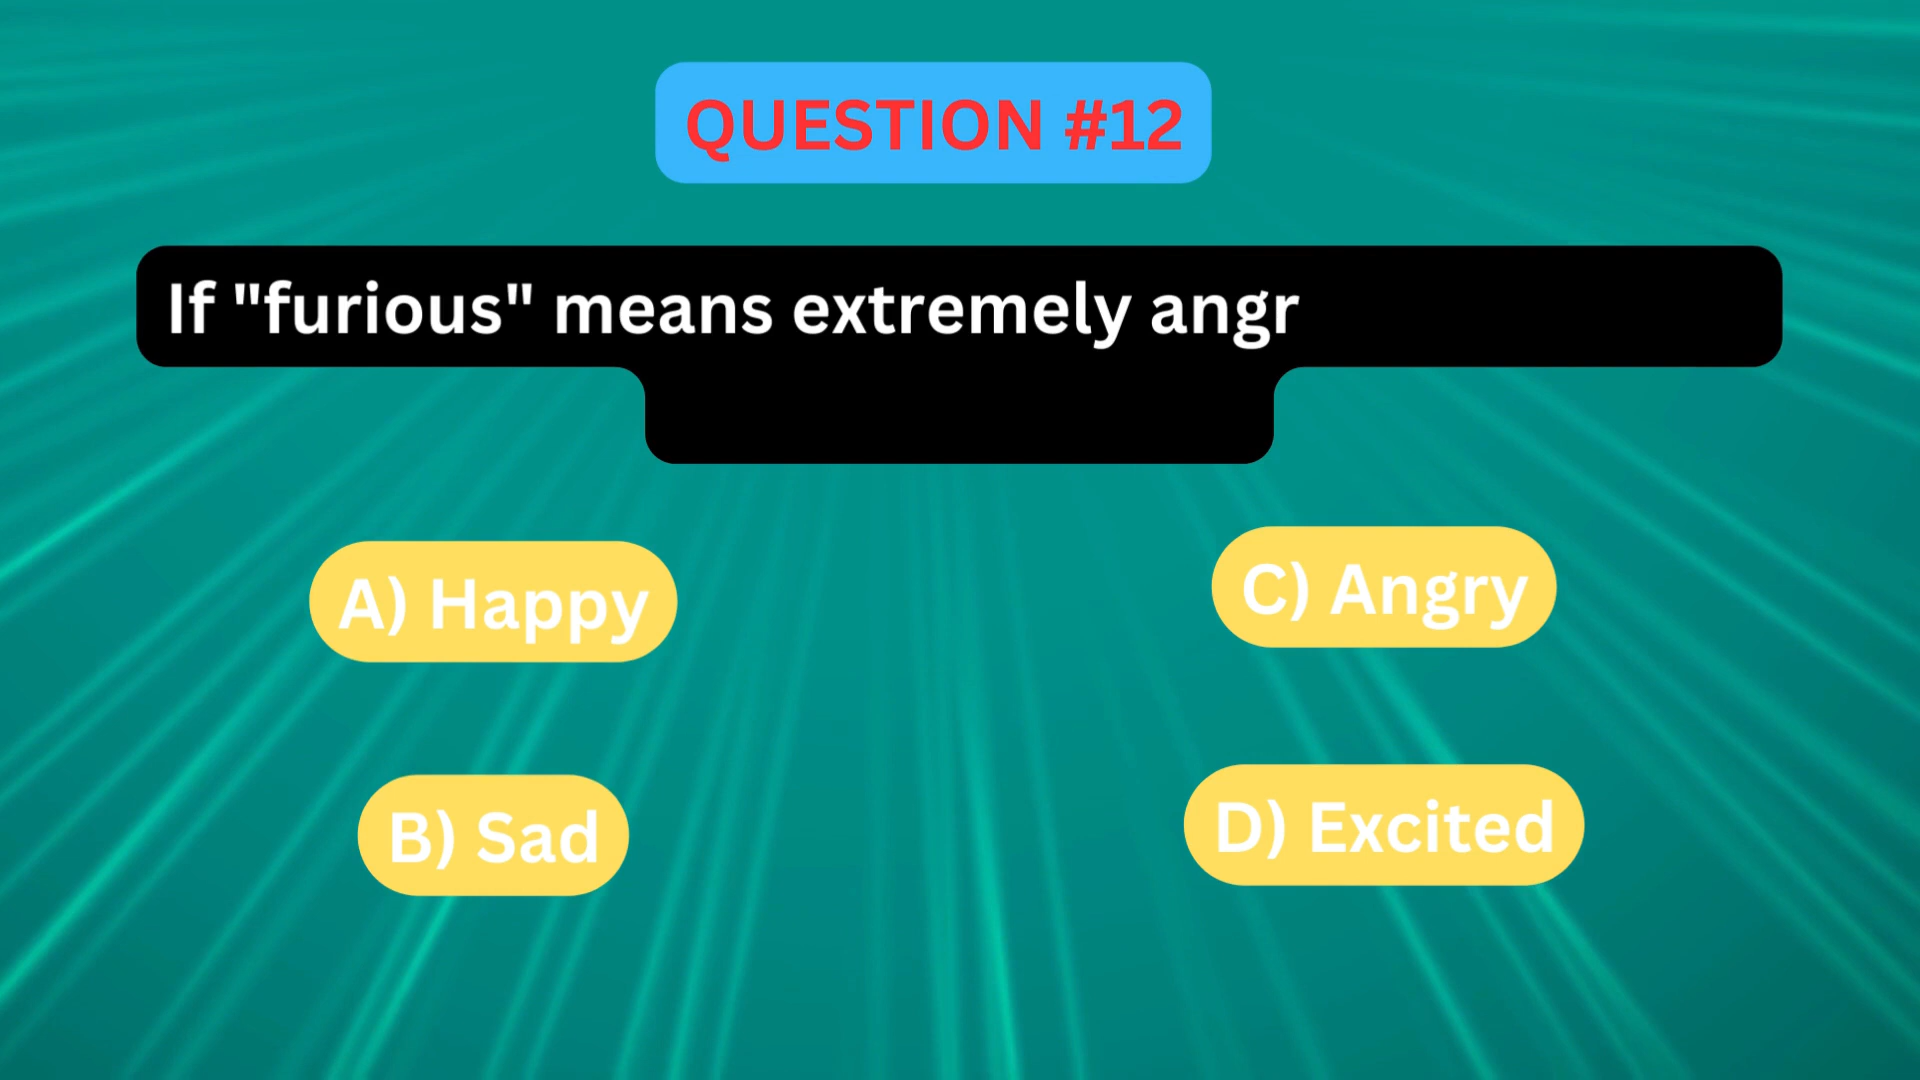 QUESTION #12
If "furious" means extremely angr
A) Happy
C) Angry
B) Sad
D) Excited